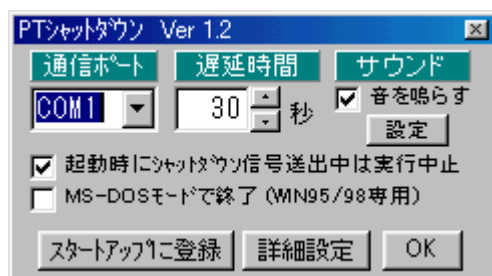 PTｼｬｯﾄﾀﾞｳﾝ Ver 1.2
通信ﾎﾟｰﾄ 遅延時間 サウンド
COM1 30 秒 音を鳴らす
設定
起動時にｼｬｯﾄﾀﾞｳﾝ信号送出中は実行中止
MS-DOSﾓｰﾄﾞで終了 (WIN95/98専用)
ｽﾀｰﾄｱｯﾌﾟに登録 詳細設定 OK